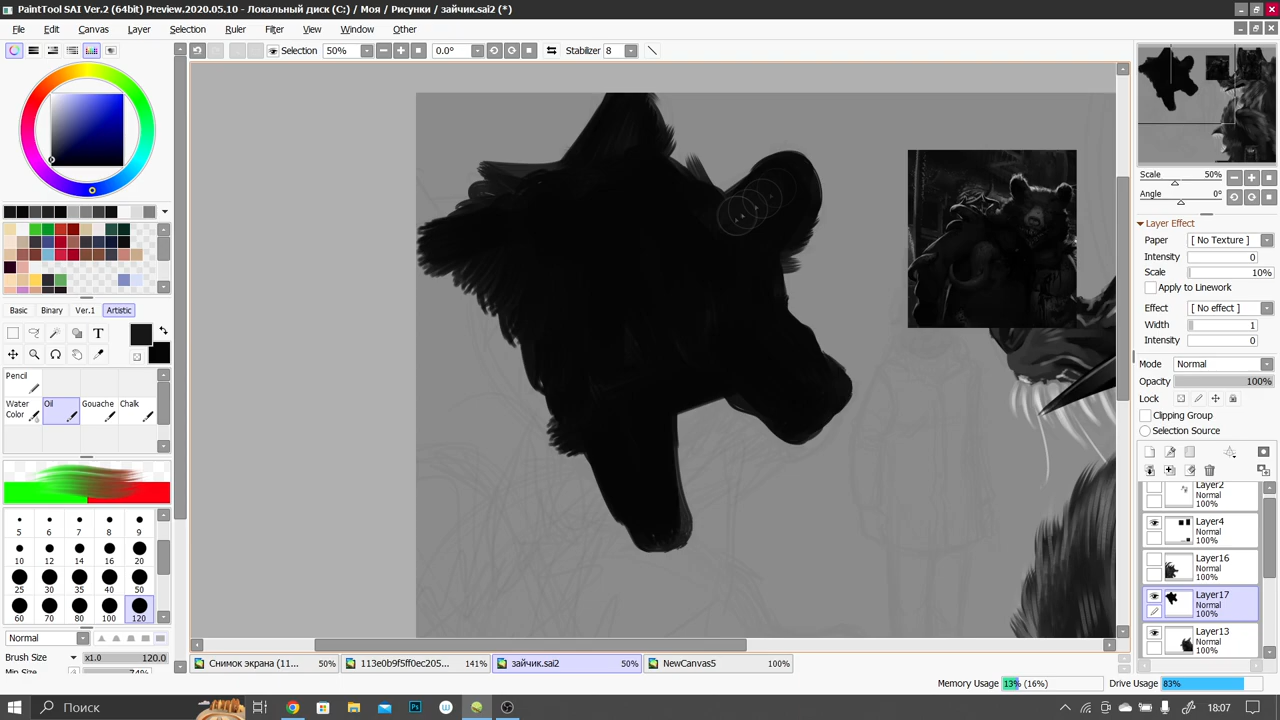 PaintTool SAI Ver.2 (64bit) Preview.2020.05.10 - Локальный диск (C:) / Моя / Рисунки / зайчик.sai2 (*)
File Edit Canvas Layer Selection Ruler Filter View Window Other
Selection 50% 0.0° Stabilizer 8
Scale 50%
Angle 0°
Layer Effect
Paper [ No Texture ]
Intensity 0
Scale 10%
Apply to Linework
Effect [ No effect ]
Width 1
Intensity 0
Mode Normal
Opacity 100%
Lock
Clipping Group
Selection Source
Layer2
Normal
100%
Layer4
Normal
100%
Layer16
Normal
100%
Layer17
Normal
100%
Layer13
Normal
100%
Basic Binary Ver.1 Artistic
T
Pencil
Water Color Oil Gouache Chalk
5 6 7 8 9
10 12 14 16 20
25 30 35 40 50
60 70 80 100 120
Normal
Brush Size x1.0 120.0
Min Size 74%
Снимок экрана (11... 50% 113e0b9f5ff0ec205... 141% зайчик.sai2 50% NewCanvas5 100%
Memory Usage 13% (16%) Drive Usage 83%
Поиск
Ps
18:07